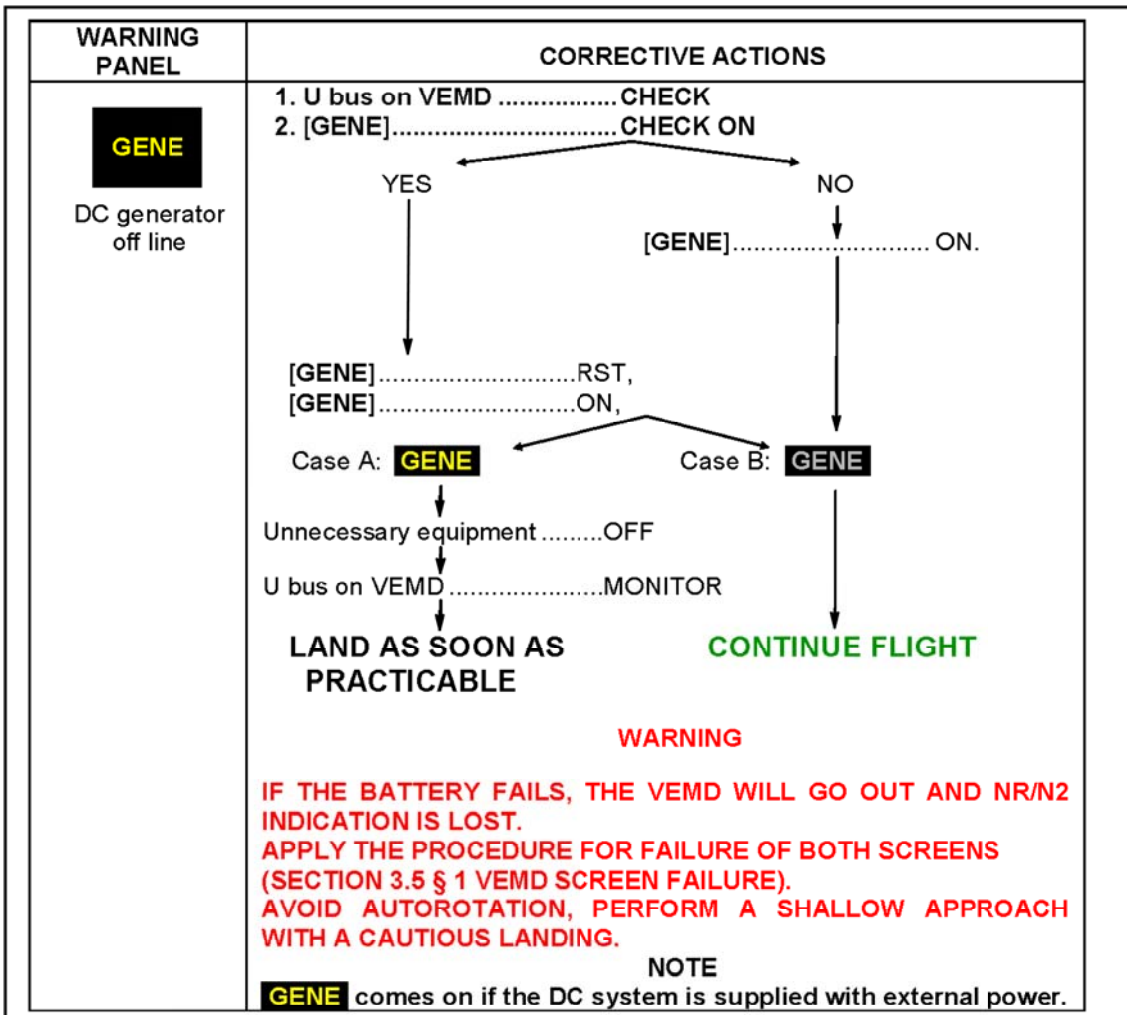 WARNING PANEL
CORRECTIVE ACTIONS
GENE
DC generator
off line
1. U bus on VEMD ................. CHECK
2. [GENE]................................ CHECK ON
YES
NO
[GENE]............................ ON.
[GENE]............................RST,
[GENE]............................ON,
Case A: GENE
Case B: GENE
Unnecessary equipment .........OFF
U bus on VEMD......................MONITOR
LAND AS SOON AS
PRACTICABLE
CONTINUE FLIGHT
WARNING
IF THE BATTERY FAILS, THE VEMD WILL GO OUT AND NR/N2
INDICATION IS LOST.
APPLY THE PROCEDURE FOR FAILURE OF BOTH SCREENS
(SECTION 3.5 § 1 VEMD SCREEN FAILURE).
AVOID AUTOROTATION, PERFORM A SHALLOW APPROACH
WITH A CAUTIOUS LANDING.
NOTE
GENE comes on if the DC system is supplied with external power.